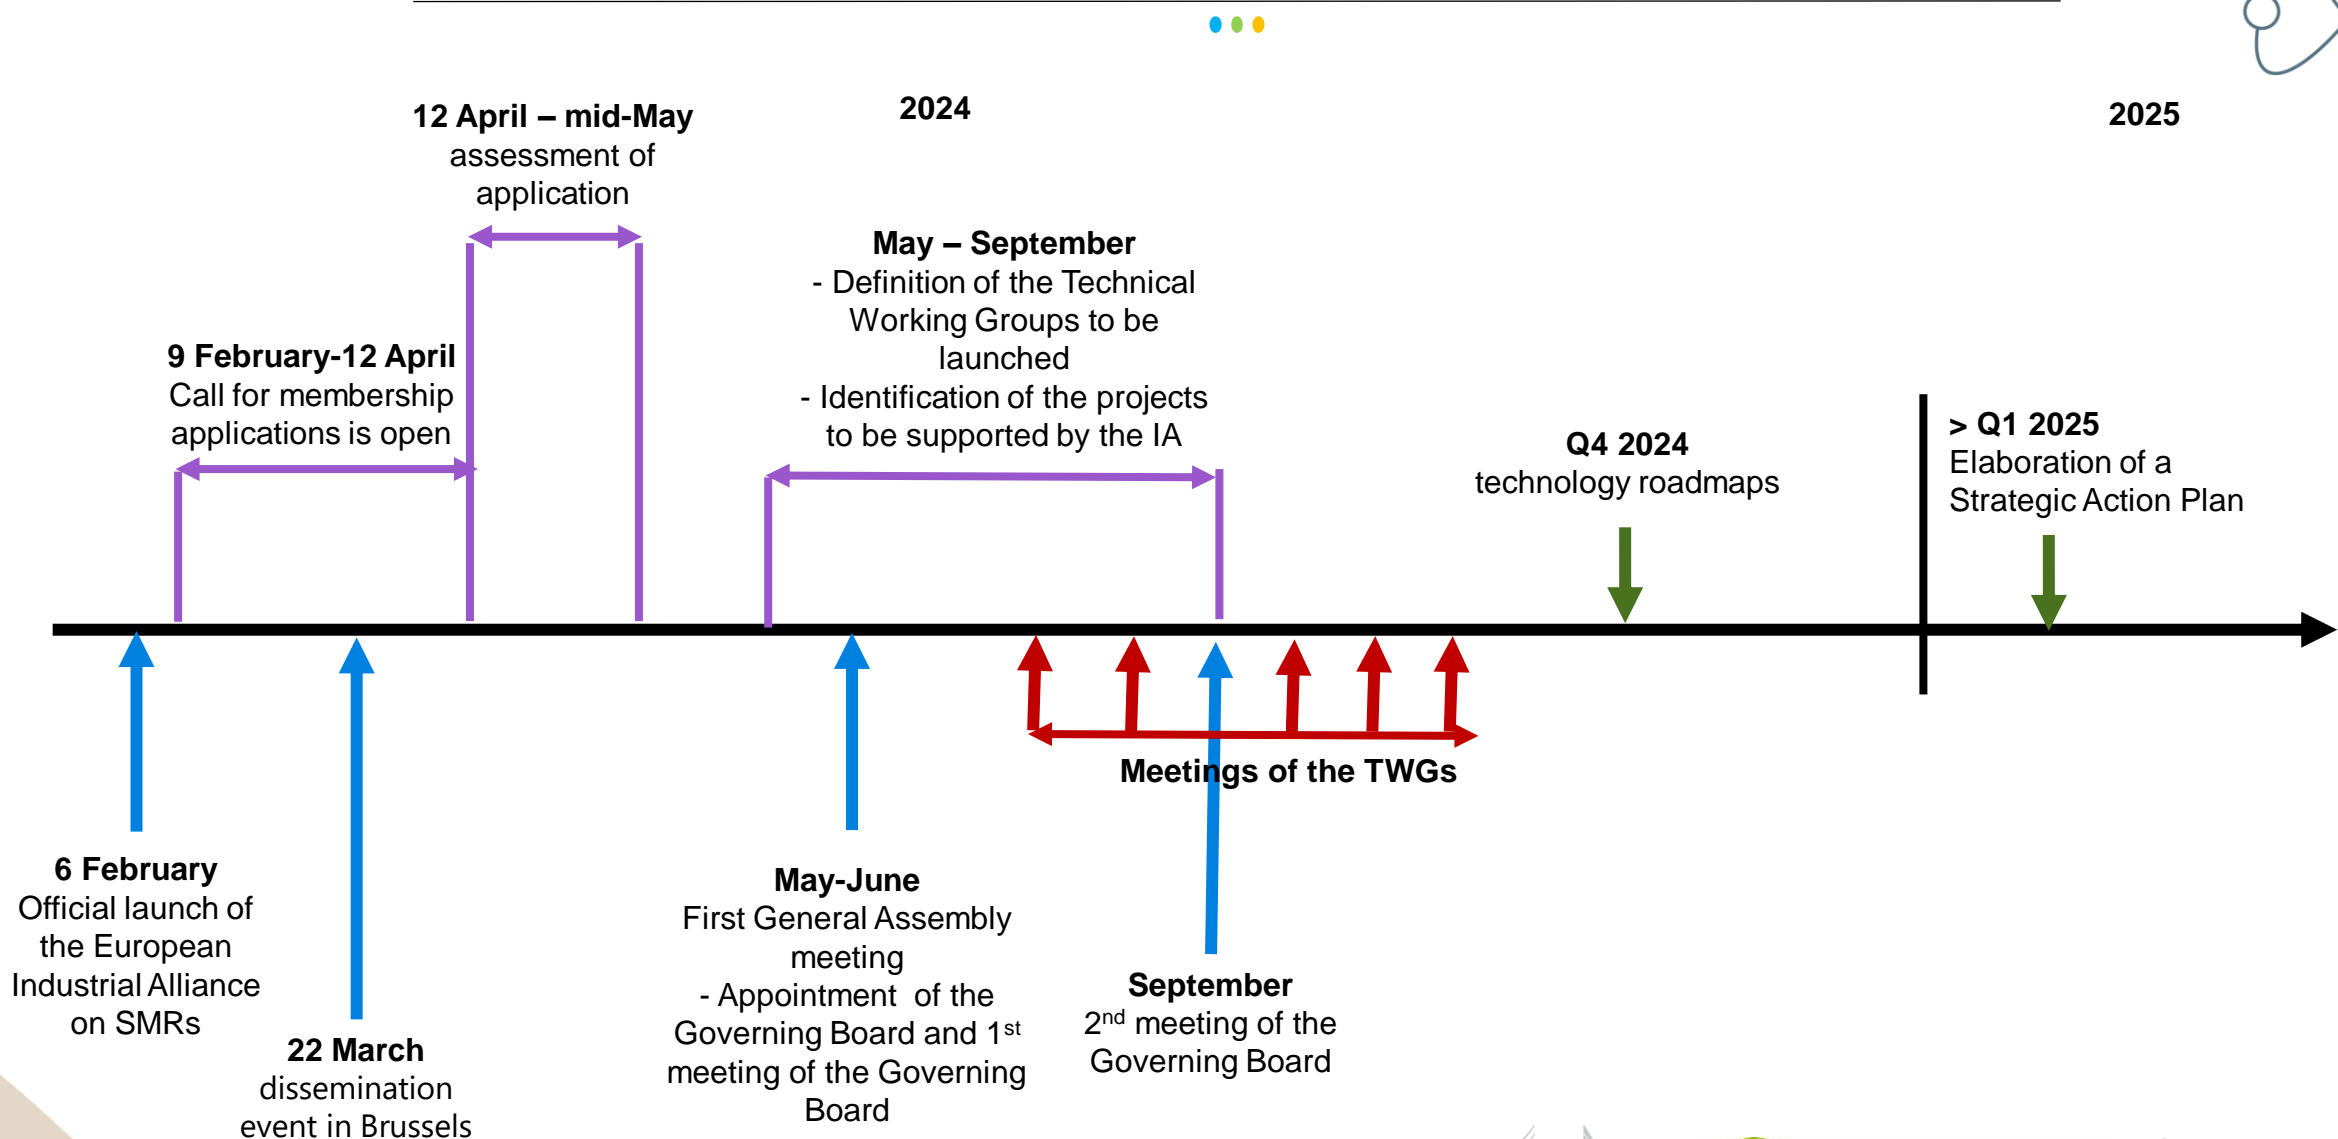 2024
2025
12 April – mid-May
assessment of
application
May – September
- Definition of the Technical
Working Groups to be
launched
- Identification of the projects
to be supported by the IA
9 February-12 April
Call for membership
applications is open
Q4 2024
technology roadmaps
> Q1 2025
Elaboration of a
Strategic Action Plan
Meetings of the TWGs
6 February
Official launch of
the European
Industrial Alliance
on SMRs
22 March
dissemination
event in Brussels
May-June
First General Assembly
meeting
- Appointment of the
Governing Board and 1st
meeting of the Governing
Board
September
2nd meeting of the
Governing Board